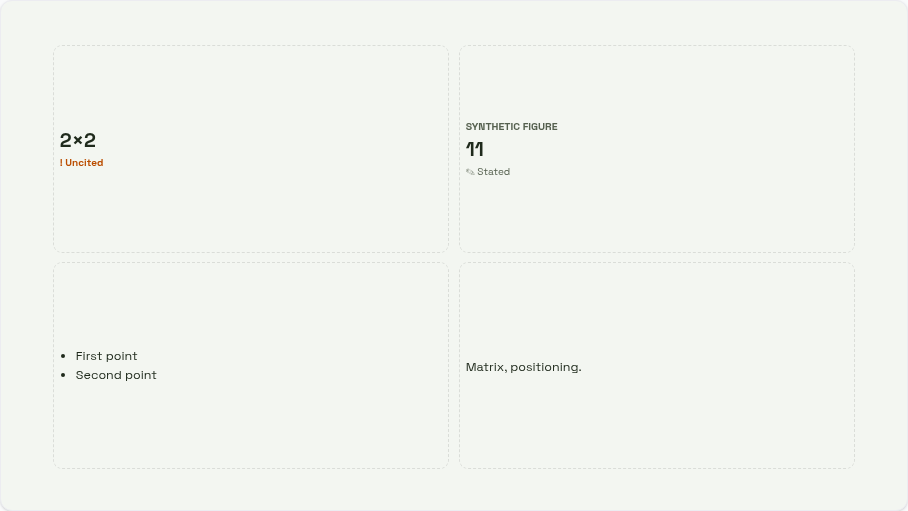 2×2
! Uncited
SYNTHETIC FIGURE
11
✎ Stated
• First point
• Second point
Matrix, positioning.